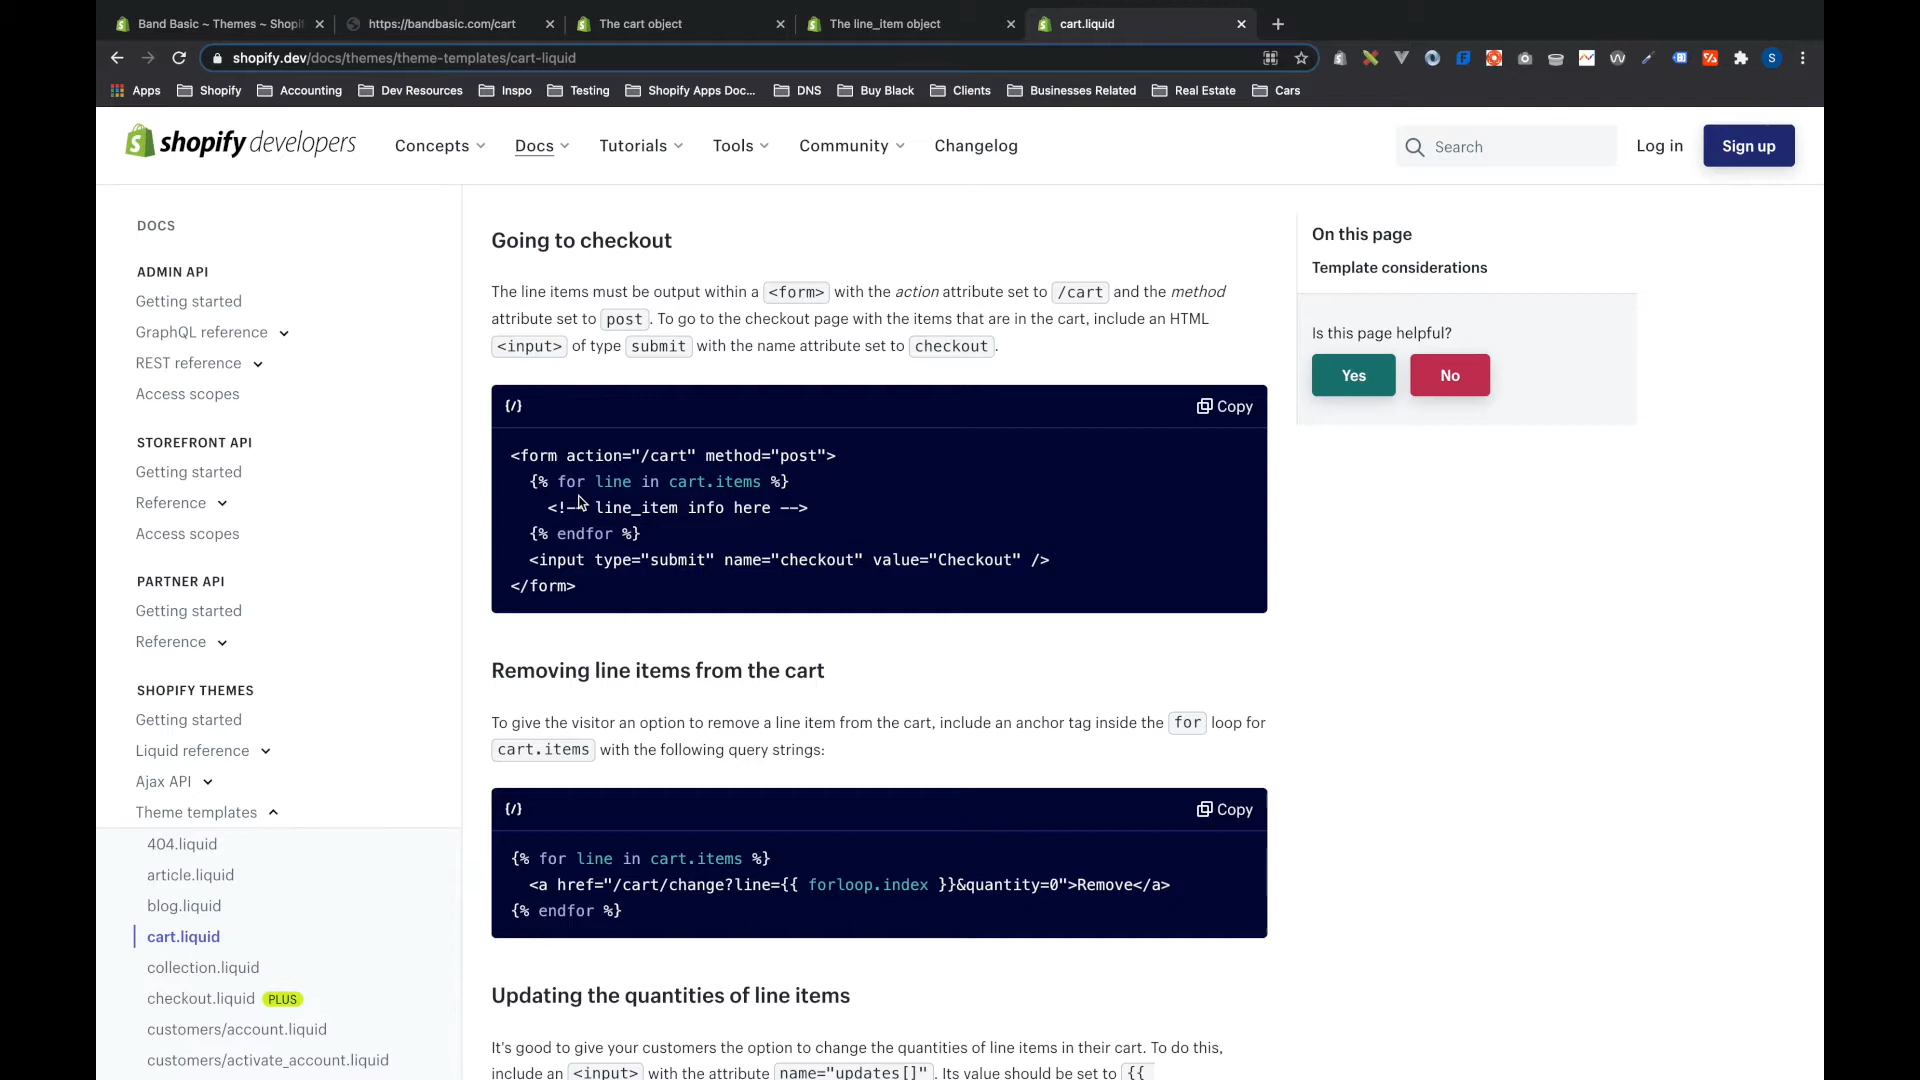 Band Basic ~ Themes ~ Shopi
https://bandbasic.com/cart
The cart object
The line_item object
cart.liquid
shopify.dev/docs/themes/theme-templates/cart-liquid
Apps
Shopify
Accounting
Dev Resources
Inspo
Testing
Shopify Apps Doc...
DNS
Buy Black
Clients
Businesses Related
Real Estate
Cars
shopify developers
Concepts
Docs
Tutorials
Tools
Community
Changelog
Search
Log in
Sign up
DOCS
ADMIN API
Getting started
GraphQL reference
REST reference
Access scopes
STOREFRONT API
Getting started
Reference
Access scopes
PARTNER API
Getting started
Reference
SHOPIFY THEMES
Getting started
Liquid reference
Ajax API
Theme templates
404.liquid
article.liquid
blog.liquid
cart.liquid
collection.liquid
checkout.liquid PLUS
customers/account.liquid
customers/activate_account.liquid
Going to checkout
The line items must be output within a <form> with the action attribute set to /cart and the method
attribute set to post. To go to the checkout page with the items that are in the cart, include an HTML
<input> of type submit with the name attribute set to checkout.
{/}
Copy
<form action="/cart" method="post">
{% for line in cart.items %}
<!-- line_item info here -->
{% endfor %}
<input type="submit" name="checkout" value="Checkout" />
</form>
Removing line items from the cart
To give the visitor an option to remove a line item from the cart, include an anchor tag inside the for loop for
cart.items with the following query strings:
{/}
Copy
{% for line in cart.items %}
<a href="/cart/change?line={{ forloop.index }}&quantity=0">Remove</a>
{% endfor %}
Updating the quantities of line items
It's good to give your customers the option to change the quantities of line items in their cart. To do this,
include an <input> with the attribute name="updates[]". Its value should be set to {{
On this page
Template considerations
Is this page helpful?
Yes
No